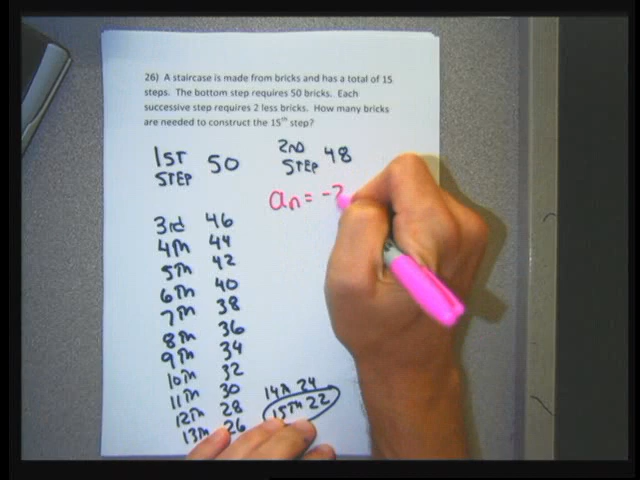 26) A staircase is made from bricks and has a total of 15
steps. The bottom step requires 50 bricks. Each
successive step requires 2 less bricks. How many bricks
are needed to construct the 15th step?
1ST STEP 50
2ND STEP 48
an = -2
3rd 46
4th 44
5th 42
6th 40
7th 38
8th 36
9th 34
10th 32
11th 30
12th 28
13th 26
14th 24
15th 22